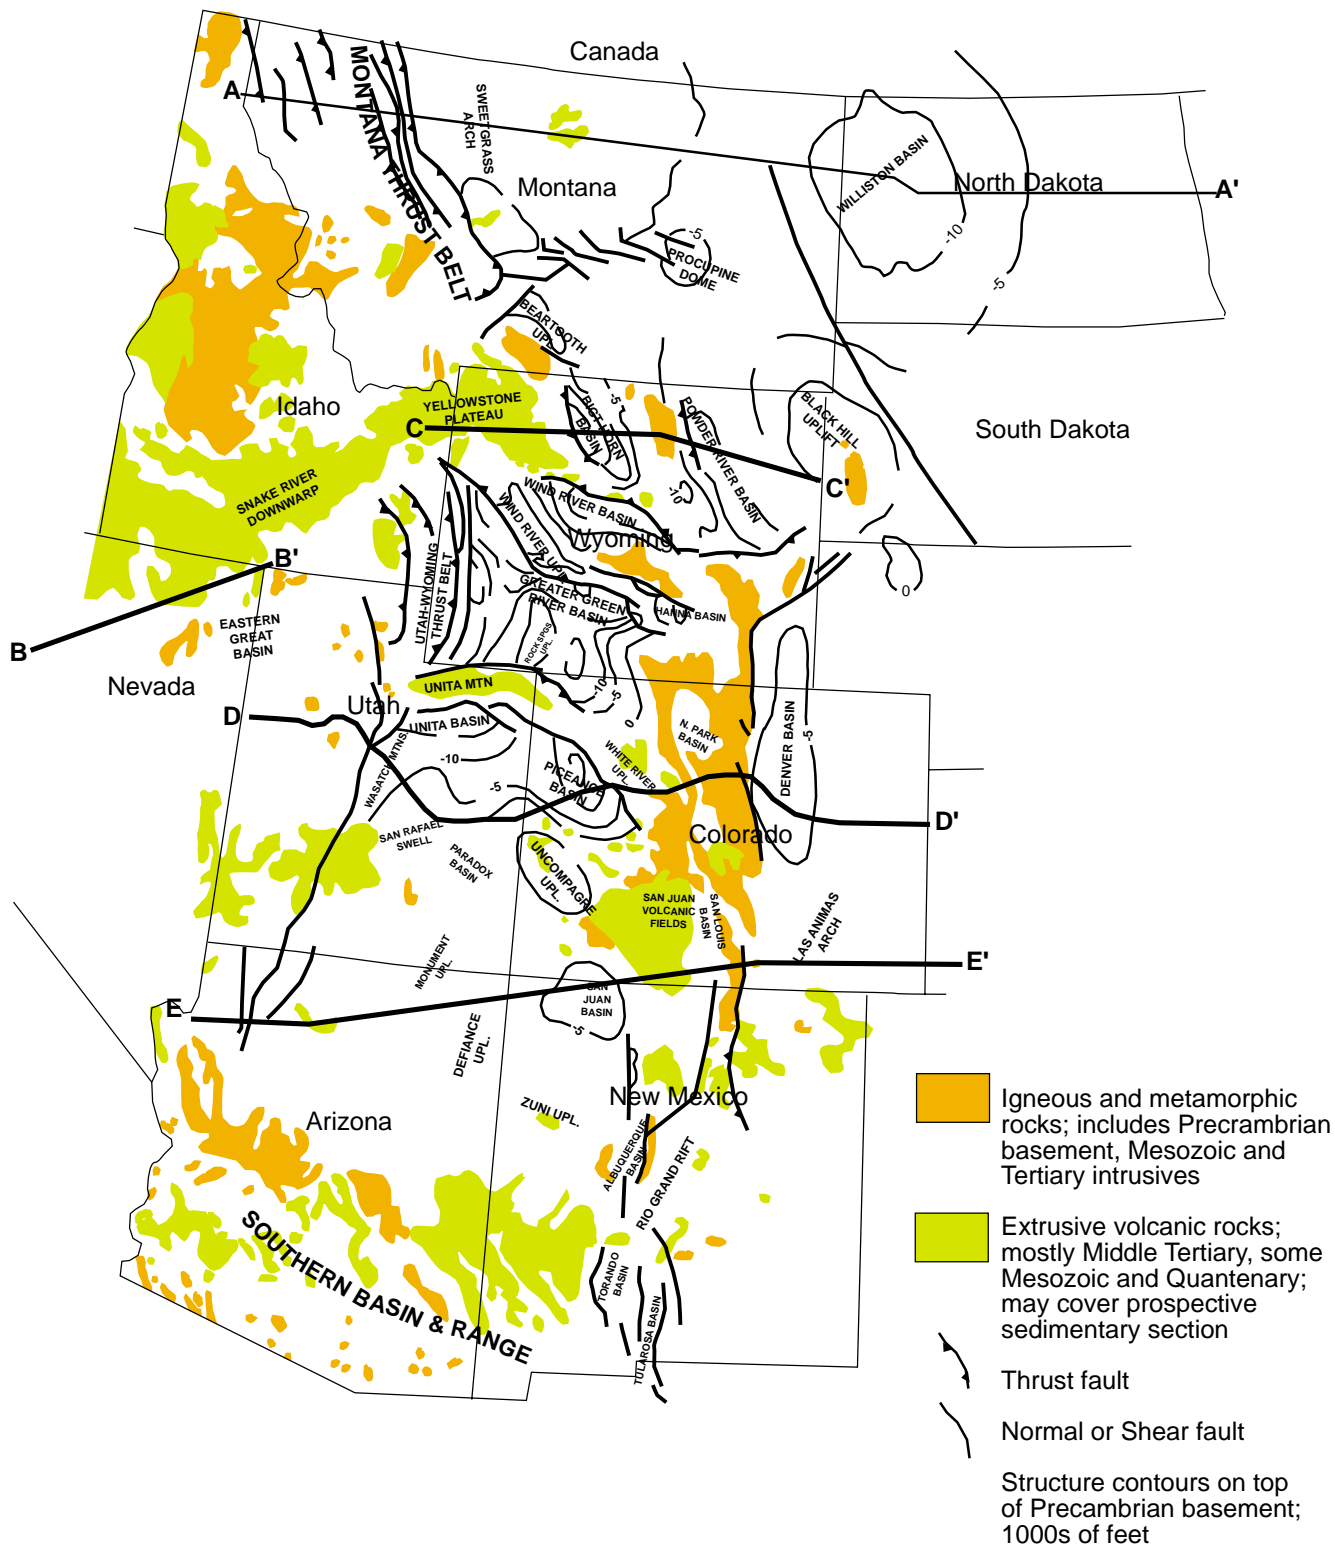 Canada
A
MONTANA THRUST BELT
SWEETGRASS
ARCH
Montana
WILLISTON BASIN
North Dakota
A'
-10
-5
-5
PROCUPINE
DOME
BEARTOOTH
UPL.
Idaho
YELLOWSTONE
PLATEAU
C
-5
BIGTHORN
BASIN
POWDER RIVER BASIN
-10
BLACK HILL
UPLIFT
C'
South Dakota
SNAKE RIVER
DOWNWARP
WIND RIVER BASIN
WIND RIVER UPL.
Wyoming
B'
B
UTAH-WYOMING
THRUST BELT
GREATER GREEN
RIVER BASIN
HANNA BASIN
0
EASTERN
GREAT
BASIN
ROCK SPGS.
UPL.
Nevada
UNITA MTN
-10
-5
0
Utah
D
UNITA BASIN
-10
-5
WASATCH MTNS.
N. PARK
BASIN
WHITE RIVER
UPL.
DENVER BASIN
-5
PICEANCE
BASIN
D'
Colorado
SAN RAFAEL
SWELL
PARADOX
BASIN
UNCOMPAGRE
UPL.
SAN JUAN
VOLCANIC
FIELDS
SAN LOUIS
BASIN
LAS ANIMAS
ARCH
MONUMENT
UPL.
E'
E
SAN
JUAN
BASIN
-5
DEFIANCE
UPL.
New Mexico
ZUNI UPL.
Arizona
ALBUQUERQUE
BASIN
RIO GRAND RIFT
SOUTHERN BASIN & RANGE
TORANDO
BASIN
TULAROSA BASIN
Igneous and metamorphic
rocks; includes Precrambrian
basement, Mesozoic and
Tertiary intrusives
Extrusive volcanic rocks;
mostly Middle Tertiary, some
Mesozoic and Quantenary;
may cover prospective
sedimentary section
Thrust fault
Normal or Shear fault
Structure contours on top
of Precambrian basement;
1000s of feet